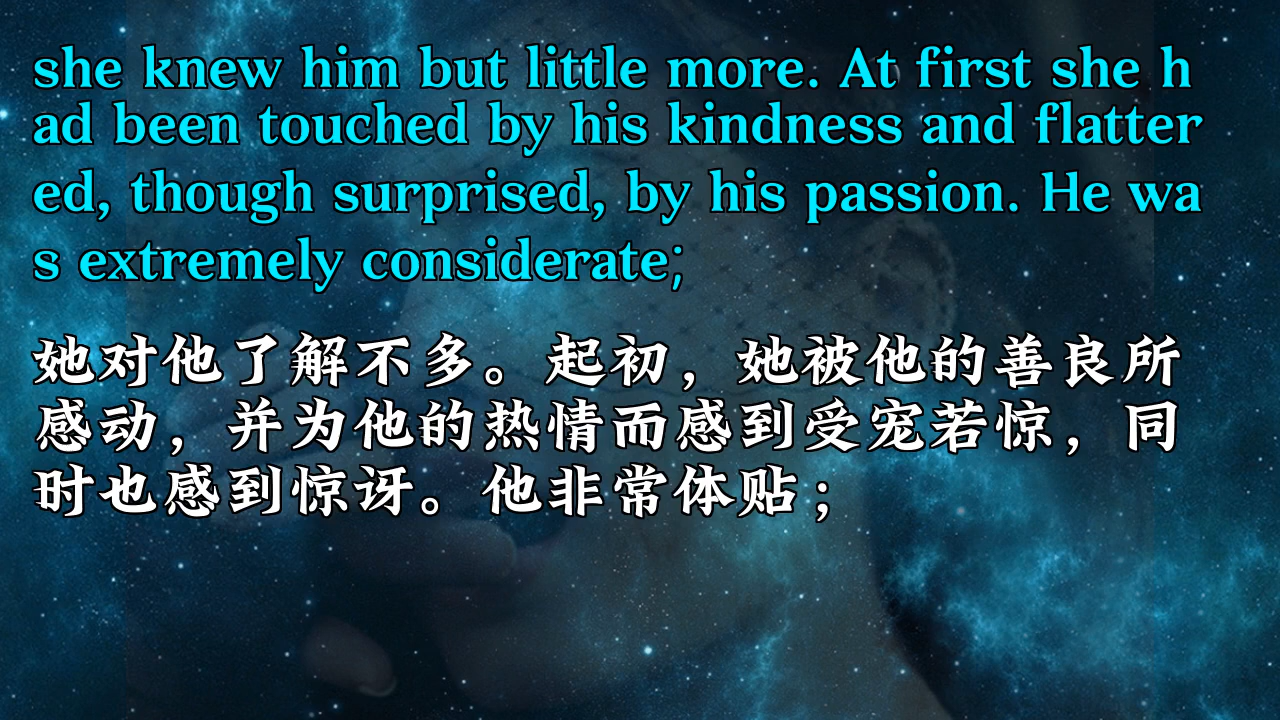 she knew him but little more. At first she h
ad been touched by his kindness and flatter
ed, though surprised, by his passion. He wa
s extremely considerate;
她对他了解不多。起初，她被他的善良所
感动，并为他的热情而感到受宠若惊，同
时也感到惊讶。他非常体贴；